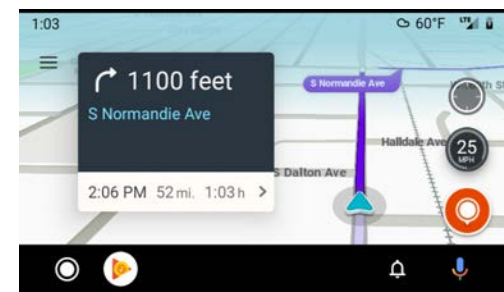 1:03
60°F LTE
1100 feet
S Normandie Ave
S Normandie Ave
Halldale Ave
25
MPH
S Dalton Ave
2:06 PM 52 mi. 1:03 h >